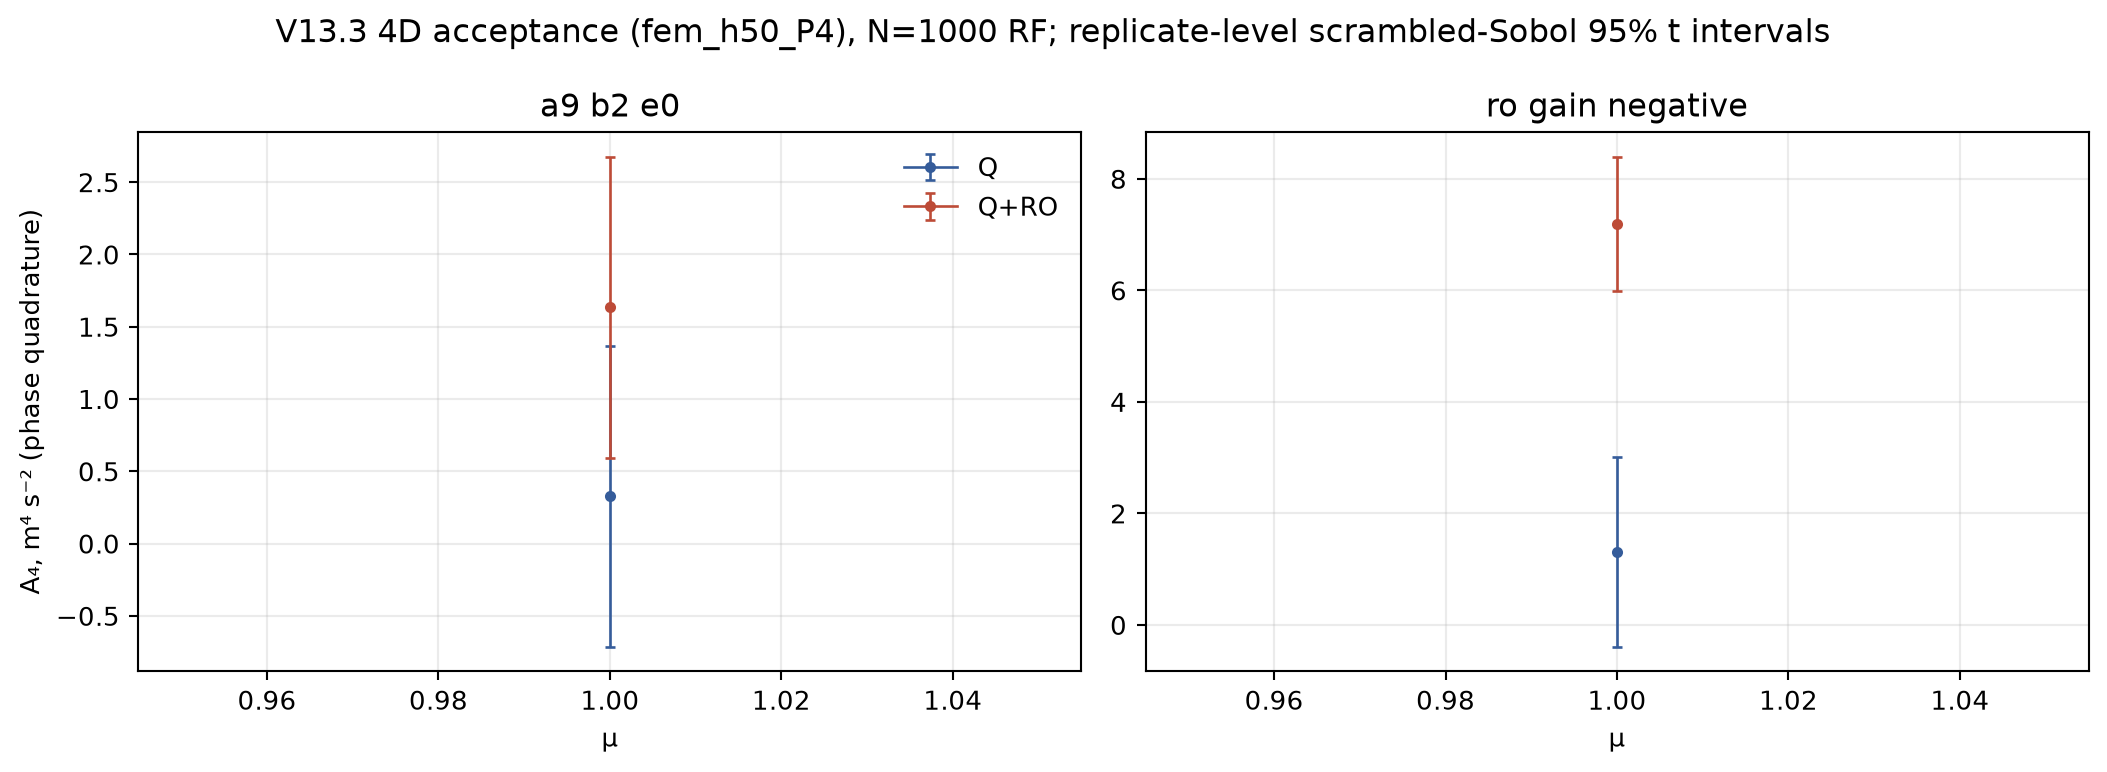 V13.3 4D acceptance (fem_h50_P4), N=1000 RF; replicate-level scrambled-Sobol 95% t intervals
a9 b2 e0
Q
Q+RO
2.5
2.0
1.5
1.0
0.5
0.0
−0.5
A₄, m⁴ s⁻² (phase quadrature)
0.96
0.98
1.00
1.02
1.04
μ
ro gain negative
8
6
4
2
0
0.96
0.98
1.00
1.02
1.04
μ